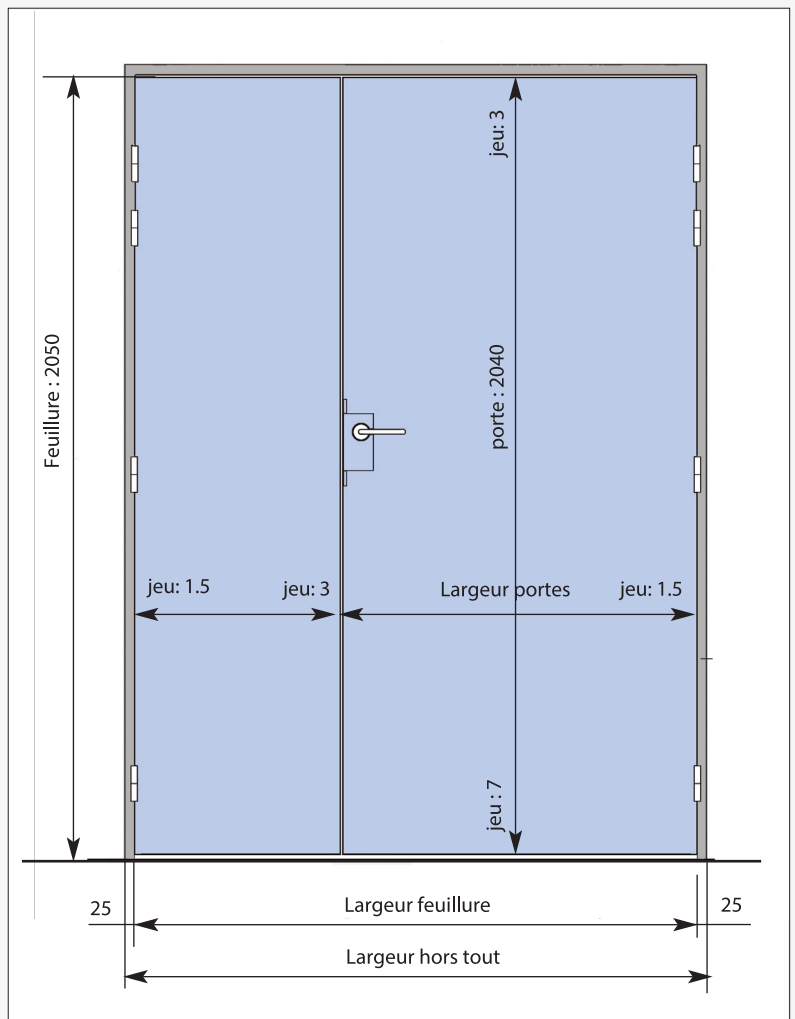 jeu: 3
Feuillure : 2050
porte : 2040
jeu: 1.5
jeu: 3
Largeur portes
jeu: 1.5
jeu : 7
25
Largeur feuillure
25
Largeur hors tout